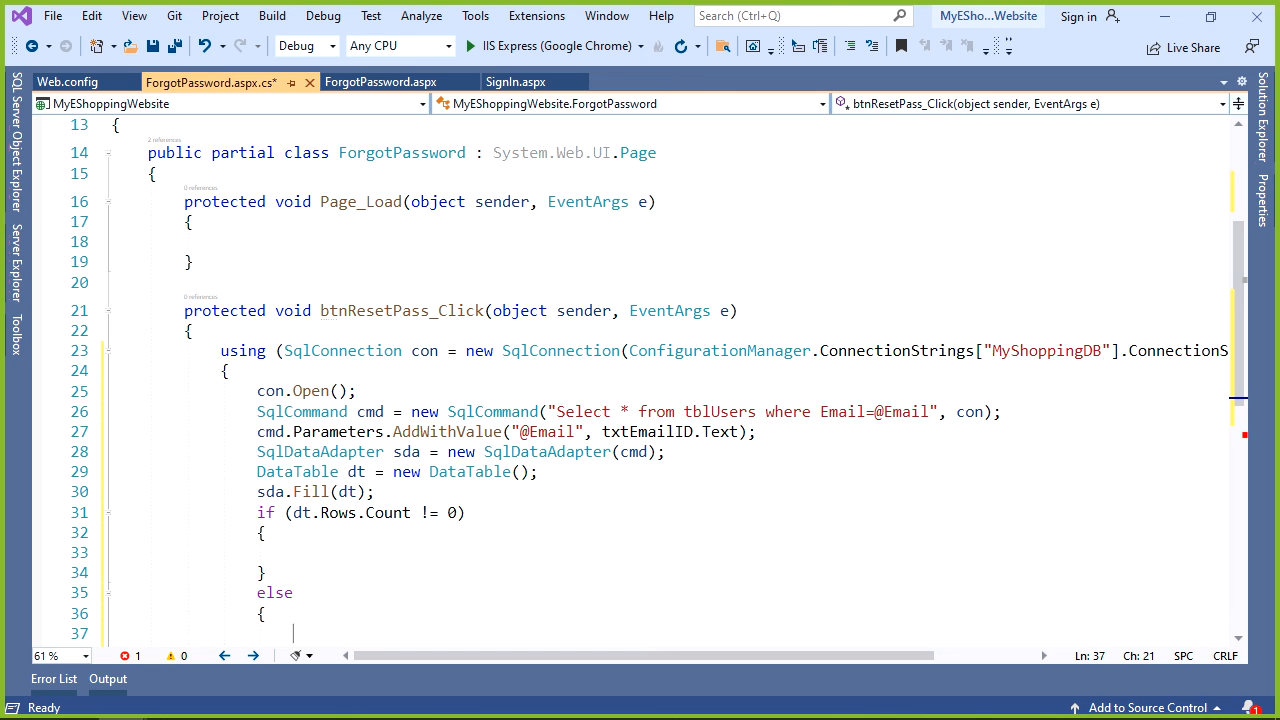 File Edit View Git Project Build Debug Test Analyze Tools Extensions Window Help Search (Ctrl+Q) MyESho...Website Sign in
Debug Any CPU IIS Express (Google Chrome) Live Share
Web.config ForgotPassword.aspx.cs* ForgotPassword.aspx SignIn.aspx
MyEShoppingWebsite MyEShoppingWebsite.ForgotPassword btnResetPass_Click(object sender, EventArgs e)
SQL Server Object Explorer
Server Explorer
Toolbox
13 {
2 references
14 public partial class ForgotPassword : System.Web.UI.Page
15 {
0 references
16 protected void Page_Load(object sender, EventArgs e)
17 {
18
19 }
20
0 references
21 protected void btnResetPass_Click(object sender, EventArgs e)
22 {
23 using (SqlConnection con = new SqlConnection(ConfigurationManager.ConnectionStrings["MyShoppingDB"].ConnectionS
24 {
25 con.Open();
26 SqlCommand cmd = new SqlCommand("Select * from tblUsers where Email=@Email", con);
27 cmd.Parameters.AddWithValue("@Email", txtEmailID.Text);
28 SqlDataAdapter sda = new SqlDataAdapter(cmd);
29 DataTable dt = new DataTable();
30 sda.Fill(dt);
31 if (dt.Rows.Count != 0)
32 {
33
34 }
35 else
36 {
37
Solution Explorer
Properties
61 % 1 0 Ln: 37 Ch: 21 SPC CRLF
Error List Output
Ready Add to Source Control 1